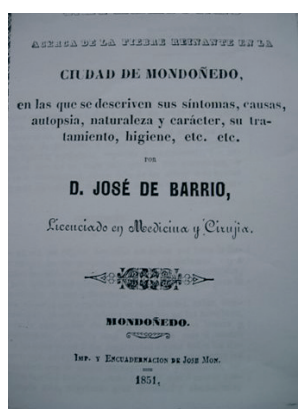 ACERCA DE LA FIEBRE REINANTE EN LA
CIUDAD DE MONDOÑEDO,
en las que se descriven sus síntomas, causas,
autopsia, naturaleza y carácter, su tra-
tamiento, higiene, etc. etc.
POR
D. JOSÉ DE BARRIO,
Licenciado en Medicina y Cirujia.
MONDOÑEDO.
IMP. Y ENCUADERNACION DE JOSE MON.
1851,